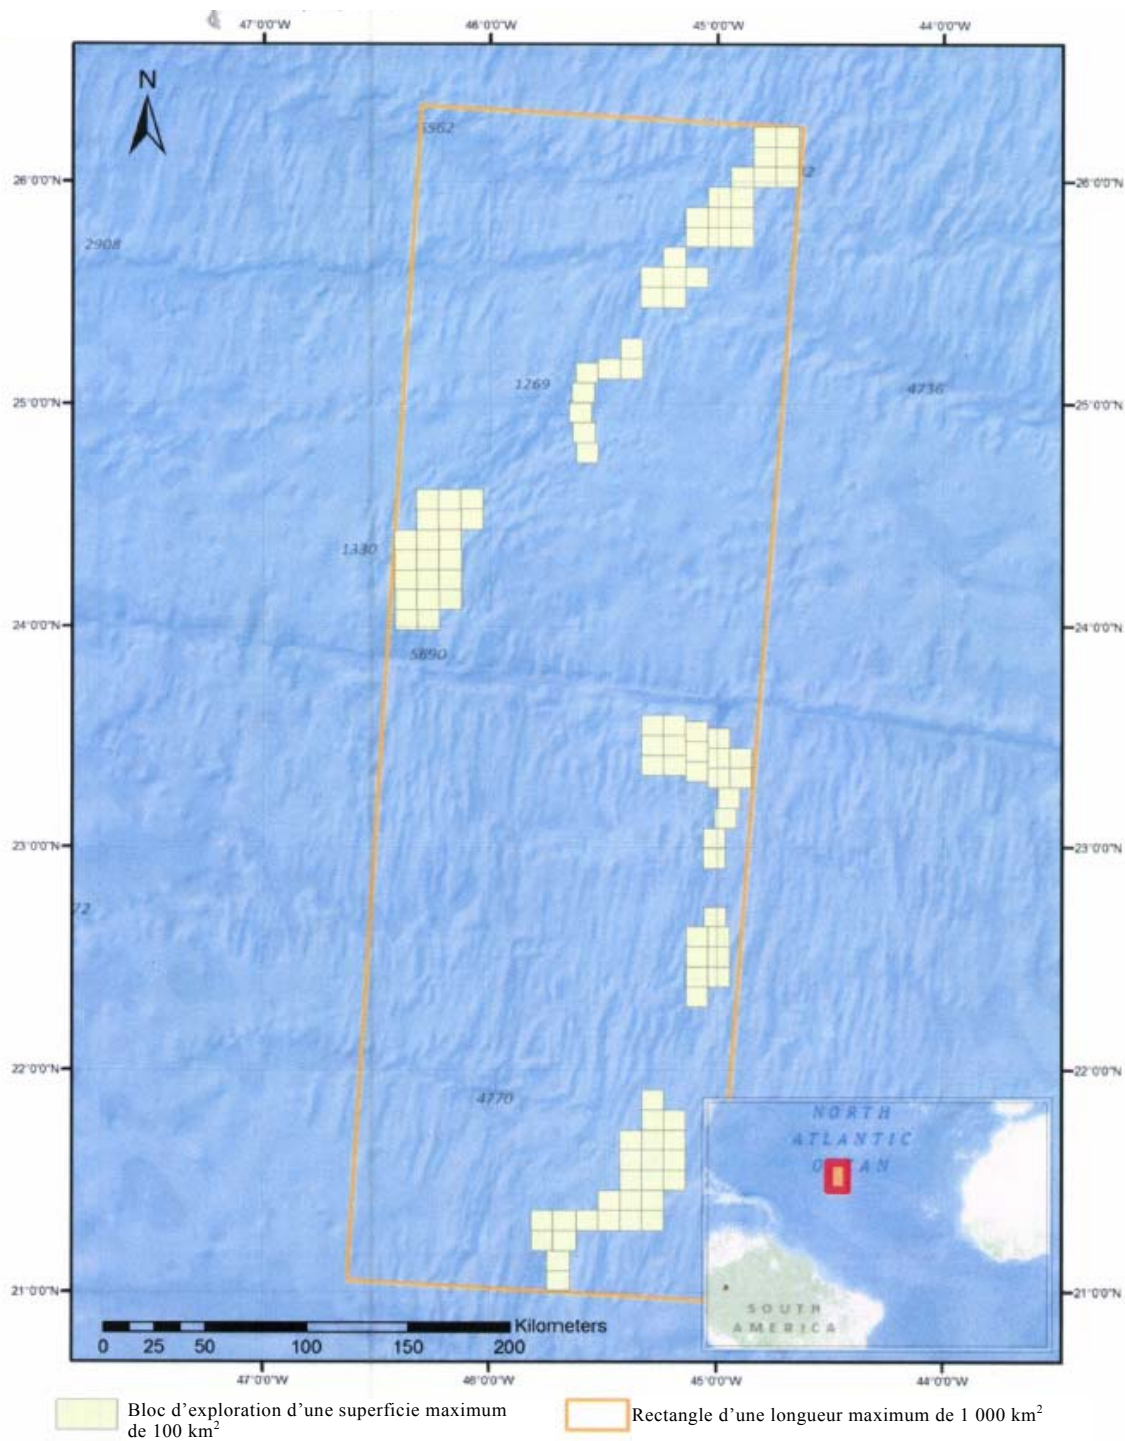 47°0'0"W 46°0'0"W 45°0'0"W 44°0'0"W
N
5562
26°0'0"N
26°0'0"N
2908
1269
4736
25°0'0"N
25°0'0"N
1330
24°0'0"N
24°0'0"N
5690
23°0'0"N
23°0'0"N
72
22°0'0"N
22°0'0"N
4770
NORTH
ATLANTIC
OCEAN
21°0'0"N
21°0'0"N
SOUTH
AMERICA
Kilometers
0 25 50 100 150 200
47°0'0"W 46°0'0"W 45°0'0"W 44°0'0"W
Bloc d'exploration d'une superficie maximum
de 100 km²
Rectangle d'une longueur maximum de 1 000 km²